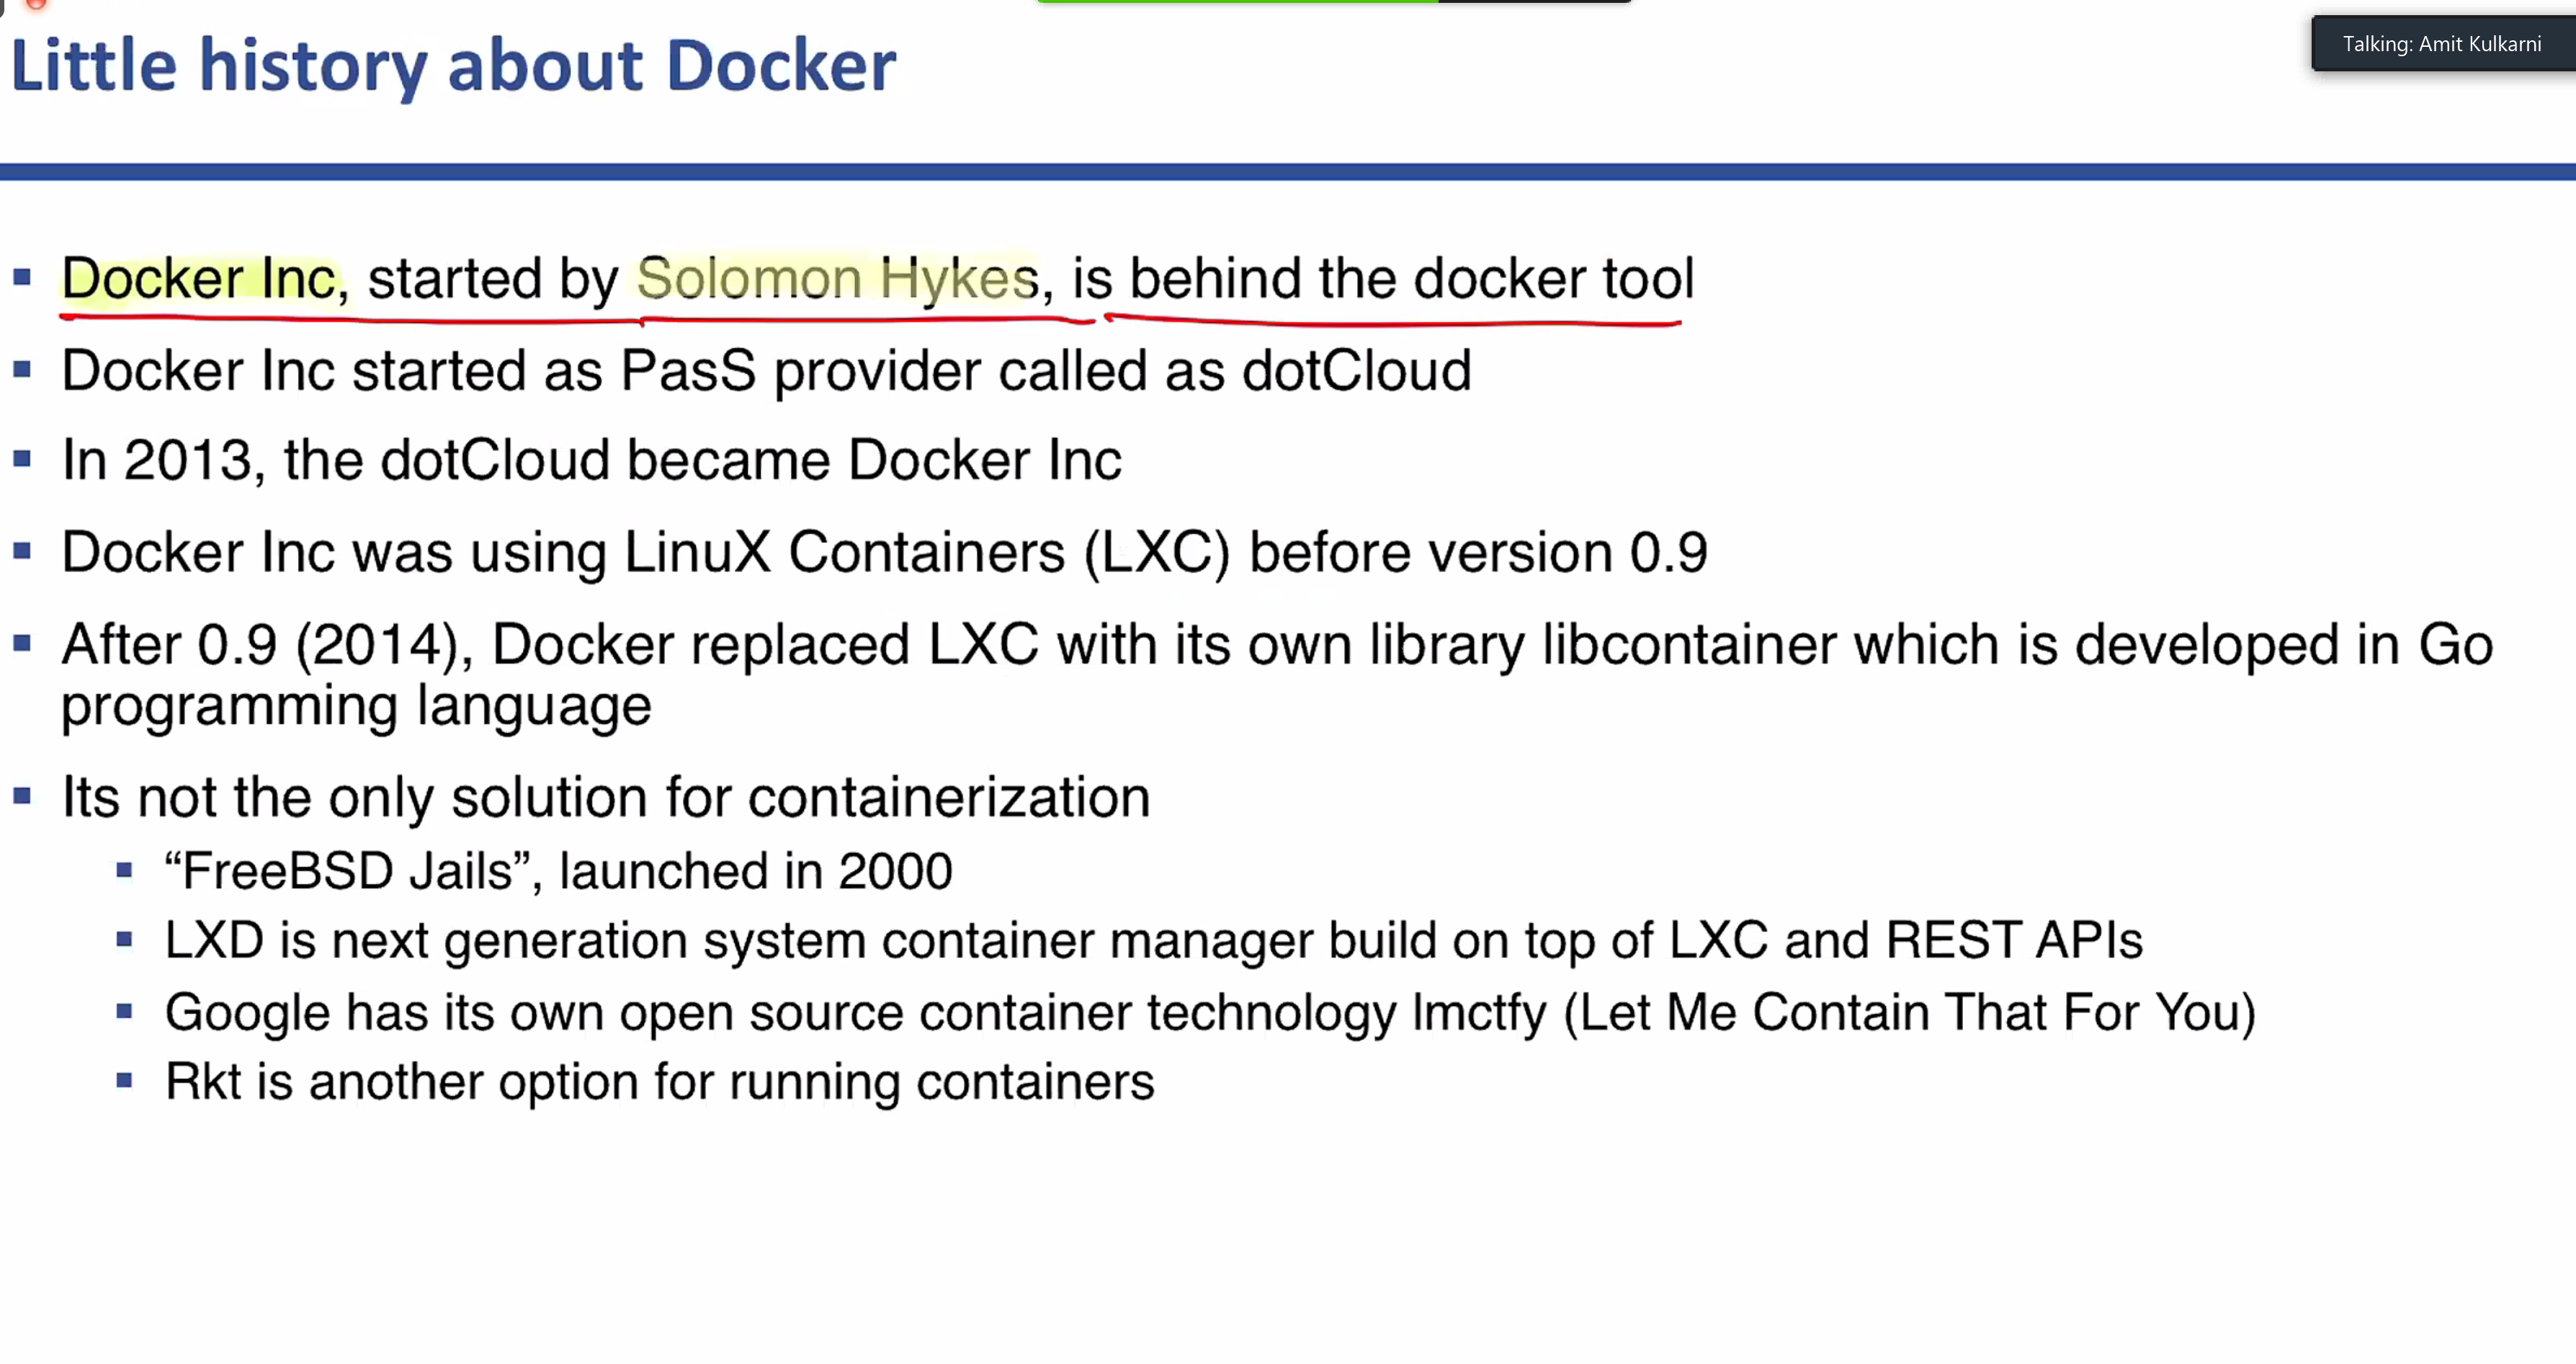 Talking: Amit Kulkarni
Little history about Docker
Docker Inc, started by Solomon Hykes, is behind the docker tool
Docker Inc started as PasS provider called as dotCloud
In 2013, the dotCloud became Docker Inc
Docker Inc was using LinuX Containers (LXC) before version 0.9
After 0.9 (2014), Docker replaced LXC with its own library libcontainer which is developed in Go
programming language
Its not the only solution for containerization
“FreeBSD Jails”, launched in 2000
LXD is next generation system container manager build on top of LXC and REST APIs
Google has its own open source container technology lmctfy (Let Me Contain That For You)
Rkt is another option for running containers